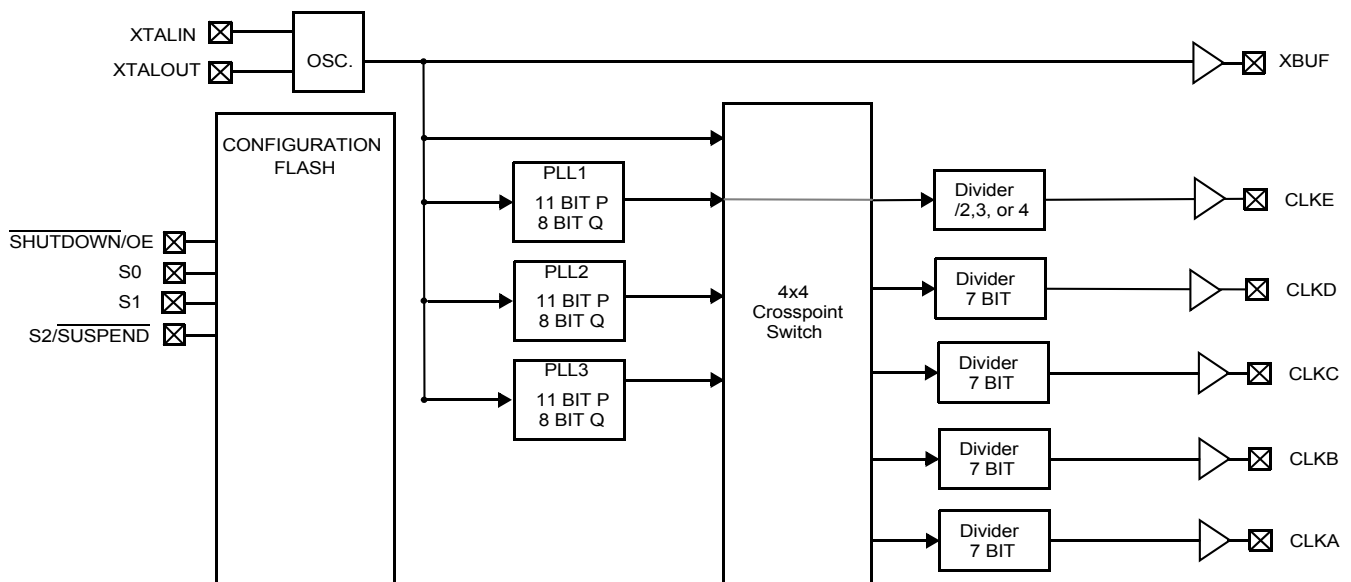 XTALIN
XTALOUT
OSC.
XBUF
CONFIGURATION
FLASH
SHUTDOWN/OE
S0
S1
S2/SUSPEND
PLL1
11 BIT P
8 BIT Q
PLL2
11 BIT P
8 BIT Q
PLL3
11 BIT P
8 BIT Q
4x4
Crosspoint
Switch
Divider
/2,3, or 4
CLKE
Divider
7 BIT
CLKD
Divider
7 BIT
CLKC
Divider
7 BIT
CLKB
Divider
7 BIT
CLKA